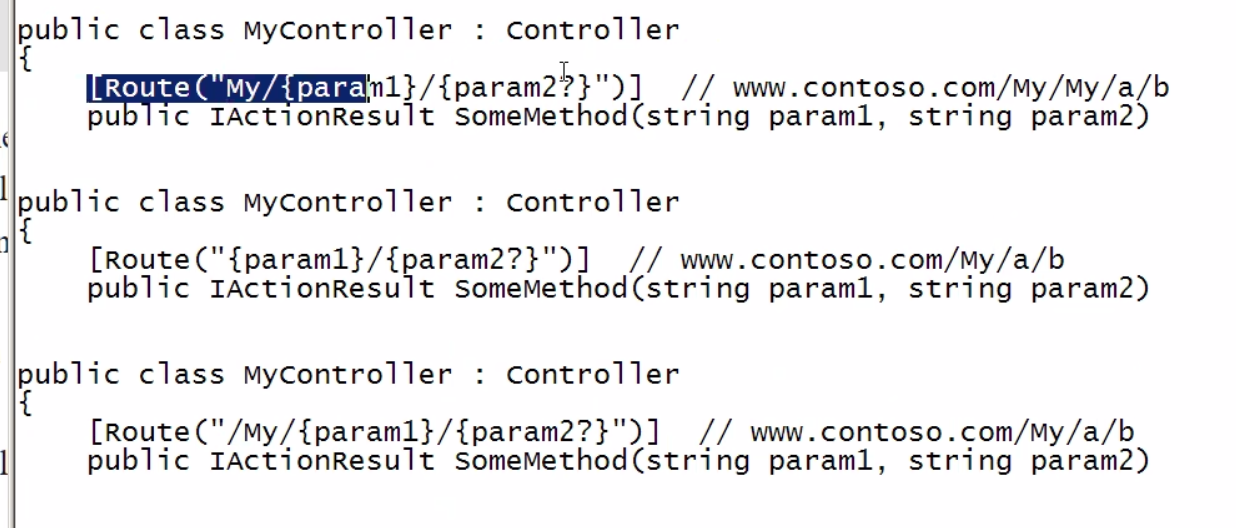 public class MyController : Controller
{
[Route("My/{param1}/{param2?}")]  // www.contoso.com/My/My/a/b
public IActionResult SomeMethod(string param1, string param2)
public class MyController : Controller
{
[Route("{param1}/{param2?}")]  // www.contoso.com/My/a/b
public IActionResult SomeMethod(string param1, string param2)
public class MyController : Controller
{
[Route("/My/{param1}/{param2?}")]  // www.contoso.com/My/a/b
public IActionResult SomeMethod(string param1, string param2)